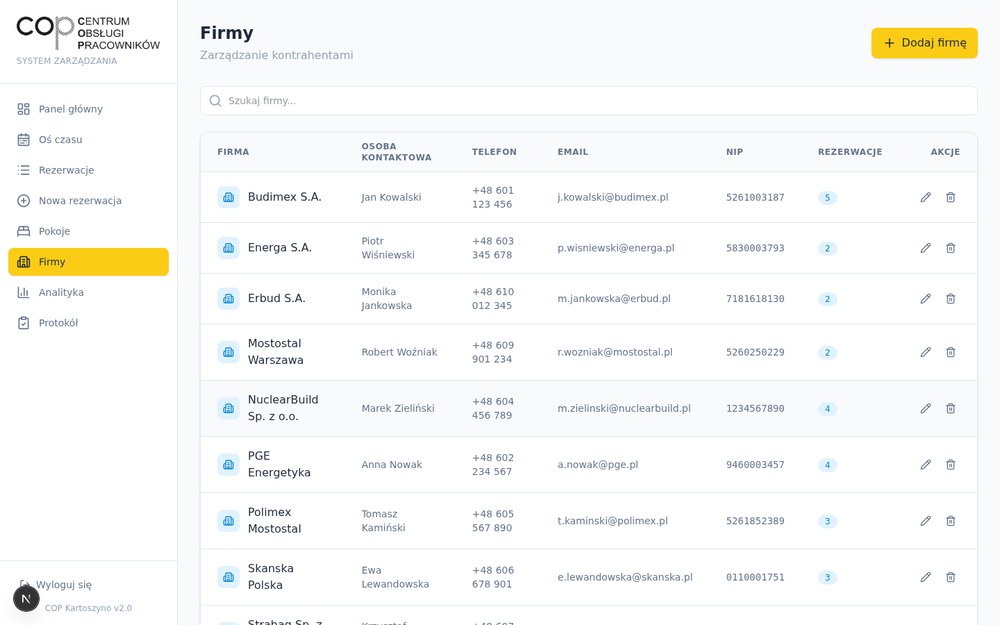 COP CENTRUM
OBSŁUGI
PRACOWNIKÓW
SYSTEM ZARZĄDZANIA
Panel główny
Oś czasu
Rezerwacje
Nowa rezerwacja
Pokoje
Firmy
Analityka
Protokół
Wyloguj się
N
COP Kartoszyno v2.0
Firmy
Zarządzanie kontrahentami
Dodaj firmę
Szukaj firmy...
FIRMA OSOBA KONTAKTOWA TELEFON EMAIL NIP REZERWACJE AKCJE
Budimex S.A. Jan Kowalski +48 601 123 456 j.kowalski@budimex.pl 5261003187 5
Energa S.A. Piotr Wiśniewski +48 603 345 678 p.wisniewski@energa.pl 5830003793 2
Erbud S.A. Monika Jankowska +48 610 012 345 m.jankowska@erbud.pl 7181618130 2
Mostostal Warszawa Robert Woźniak +48 609 901 234 r.wozniak@mostostal.pl 5260250229 2
NuclearBuild Sp. z o.o. Marek Zieliński +48 604 456 789 m.zielinski@nuclearbuild.pl 1234567890 4
PGE Energetyka Anna Nowak +48 602 234 567 a.nowak@pge.pl 9460003457 4
Polimex Mostostal Tomasz Kamiński +48 605 567 890 t.kaminski@polimex.pl 5261852389 3
Skanska Polska Ewa Lewandowska +48 606 678 901 e.lewandowska@skanska.pl 0110001751 3
Strabag Sp. z Krzysztof +48 607